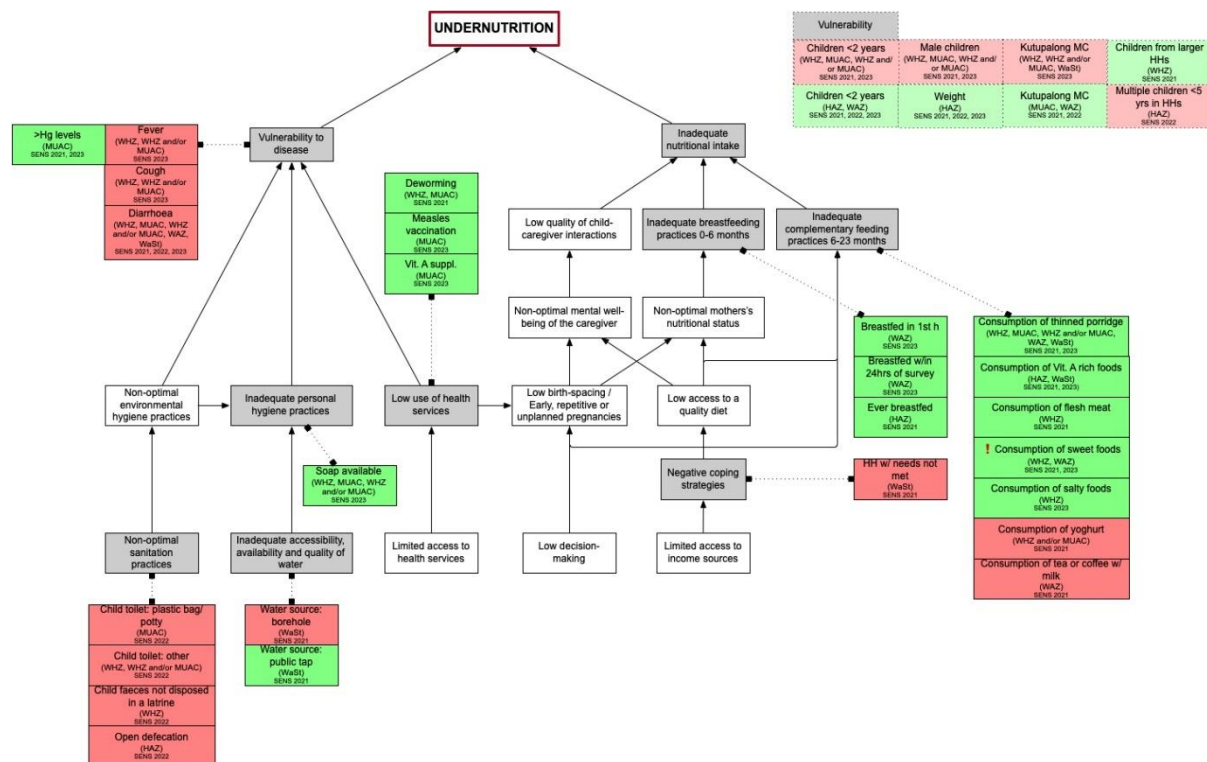 UNDERNUTRITION
Vulnerability
Children <2 years
(WHZ, MUAC, WHZ and/
or MUAC)
SENS 2021, 2023
Male children
(WHZ, MUAC, WHZ and/
or MUAC)
SENS 2021, 2023
Kutupalong MC
(WHZ, WHZ and/or
MUAC, WaSt)
SENS 2023
Children from larger
HHs
(WHZ)
SENS 2021
Children <2 years
(HAZ, WAZ)
SENS 2021, 2022, 2023
Weight
(HAZ)
SENS 2021, 2022, 2023
Kutupalong MC
(MUAC, WAZ)
SENS 2021, 2022
Multiple children <5
yrs in HHs
(HAZ)
SENS 2022
>Hg levels
(MUAC)
SENS 2021, 2023
Fever
(WHZ, WHZ and/or
MUAC)
SENS 2023
Cough
(WHZ, WHZ and/or
MUAC)
SENS 2023
Diarrhoea
(WHZ, MUAC, WHZ
and/or MUAC, WAZ,
WaSt)
SENS 2021, 2022, 2023
Vulnerability to
disease
Inadequate
nutritional intake
Deworming
(WHZ, MUAC)
SENS 2021
Measles
vaccination
(MUAC)
SENS 2023
Vit. A suppl.
(MUAC)
SENS 2023
Low quality of child-
caregiver interactions
Inadequate breastfeeding
practices 0-6 months
Inadequate
complementary feeding
practices 6-23 months
Non-optimal mental well-
being of the caregiver
Non-optimal mothers's
nutritional status
Breastfed in 1st h
(WAZ)
SENS 2023
Breastfed w/in
24hrs of survey
(WAZ)
SENS 2023
Ever breastfed
(HAZ)
SENS 2021
Consumption of thinned porridge
(WHZ, MUAC, WHZ and/or MUAC,
WAZ, WaSt)
SENS 2021, 2023
Consumption of Vit. A rich foods
(HAZ, WaSt)
SENS 2021, 2023)
Consumption of flesh meat
(WHZ)
SENS 2021
! Consumption of sweet foods
(WHZ, WAZ)
SENS 2021, 2023
Consumption of salty foods
(WHZ)
SENS 2023
Consumption of yoghurt
(WHZ and/or MUAC)
SENS 2021
Consumption of tea or coffee w/
milk
(WAZ)
SENS 2021
Non-optimal
environmental
hygiene practices
Inadequate personal
hygiene practices
Low use of health
services
Low birth-spacing /
Early, repetitive or
unplanned pregnancies
Low access to a
quality diet
Soap available
(WHZ, MUAC, WHZ
and/or MUAC)
SENS 2023
Negative coping
strategies
HH w/ needs not
met
(WaSt)
SENS 2021
Non-optimal
sanitation
practices
Inadequate accessibility,
availability and quality of
water
Limited access to
health services
Low decision-
making
Limited access to
income sources
Child toilet: plastic bag/
potty
(MUAC)
SENS 2022
Child toilet: other
(WHZ, WHZ and/or MUAC)
SENS 2022
Child faeces not disposed
in a latrine
(WHZ)
SENS 2022
Open defecation
(HAZ)
SENS 2022
Water source:
borehole
(WaSt)
SENS 2021
Water source:
public tap
(WaSt)
SENS 2021